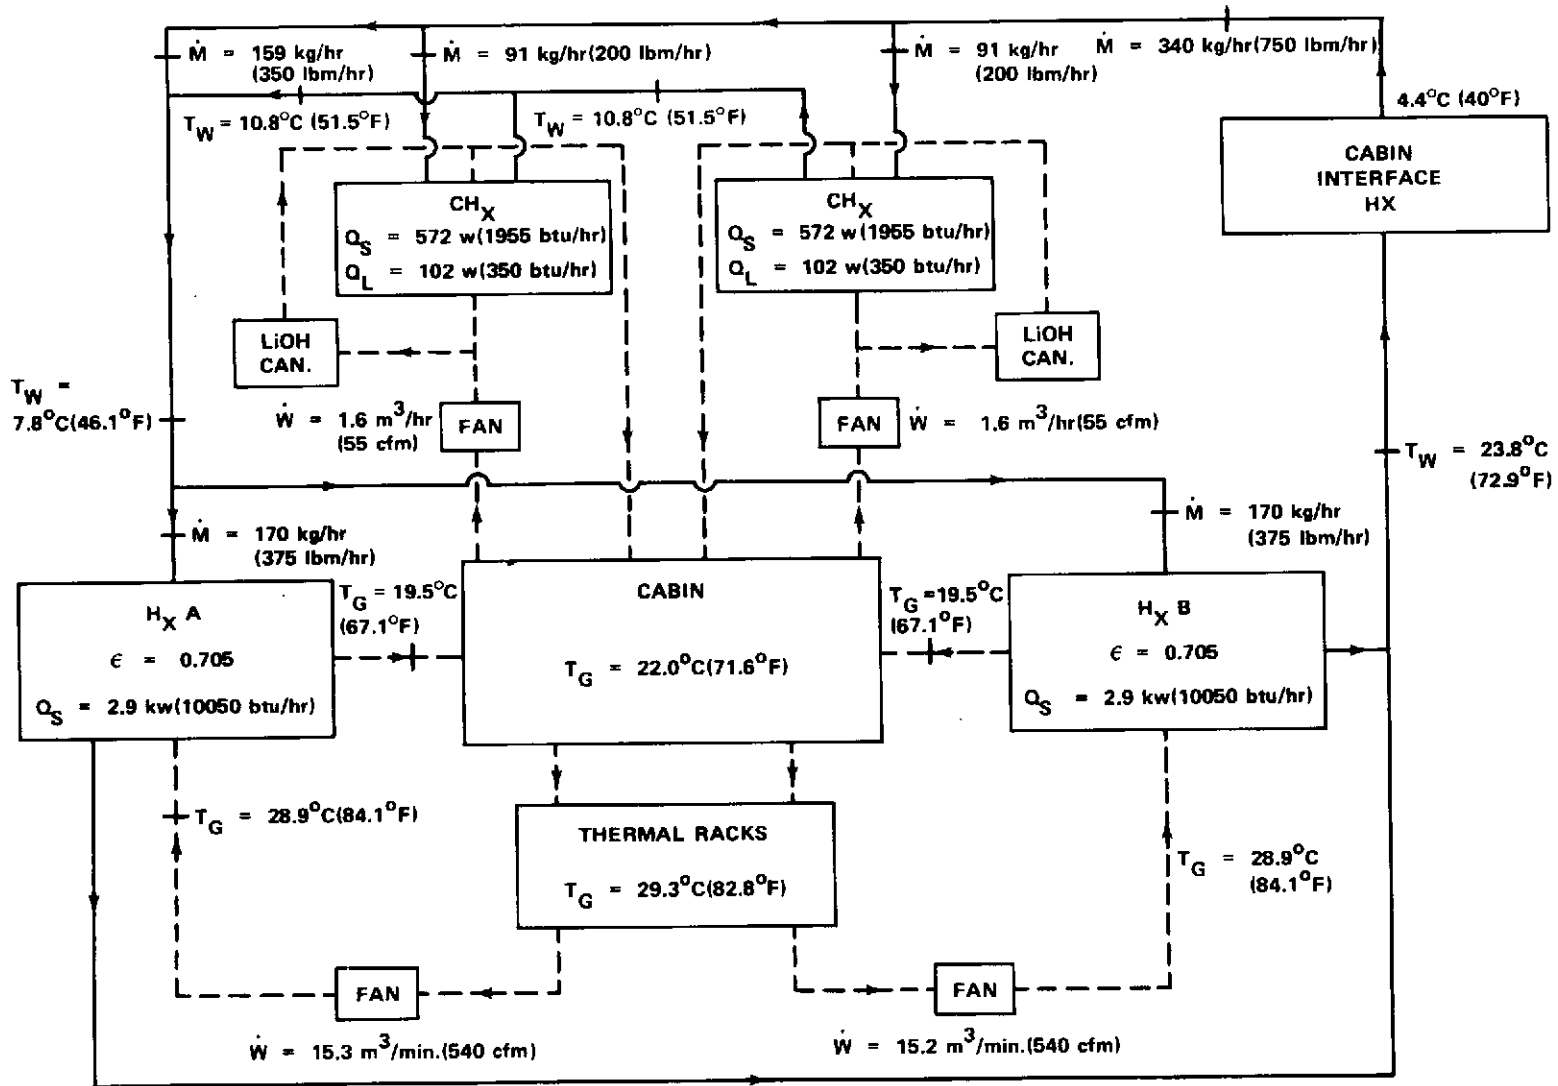 Ṁ = 159 kg/hr
(350 lbm/hr)
Ṁ = 91 kg/hr(200 lbm/hr)
Ṁ = 91 kg/hr
(200 lbm/hr)
Ṁ = 340 kg/hr(750 lbm/hr)
4.4°C (40°F)
T_W = 10.8°C (51.5°F)
T_W = 10.8°C (51.5°F)
CABIN
INTERFACE
HX
CH_X
Q_S = 572 w(1955 btu/hr)
Q_L = 102 w(350 btu/hr)
CH_X
Q_S = 572 w(1955 btu/hr)
Q_L = 102 w(350 btu/hr)
LiOH
CAN.
LiOH
CAN.
T_W =
7.8°C(46.1°F)
Ẇ = 1.6 m³/hr
(55 cfm)
FAN
FAN
Ẇ = 1.6 m³/hr(55 cfm)
T_W = 23.8°C
(72.9°F)
Ṁ = 170 kg/hr
(375 lbm/hr)
Ṁ = 170 kg/hr
(375 lbm/hr)
H_X A
ϵ = 0.705
Q_S = 2.9 kw(10050 btu/hr)
T_G = 19.5°C
(67.1°F)
CABIN
T_G = 22.0°C(71.6°F)
T_G =19.5°C
(67.1°F)
H_X B
ϵ = 0.705
Q_S = 2.9 kw(10050 btu/hr)
T_G = 28.9°C(84.1°F)
THERMAL RACKS
T_G = 29.3°C(82.8°F)
T_G = 28.9°C
(84.1°F)
FAN
FAN
Ẇ = 15.3 m³/min.(540 cfm)
Ẇ = 15.2 m³/min.(540 cfm)